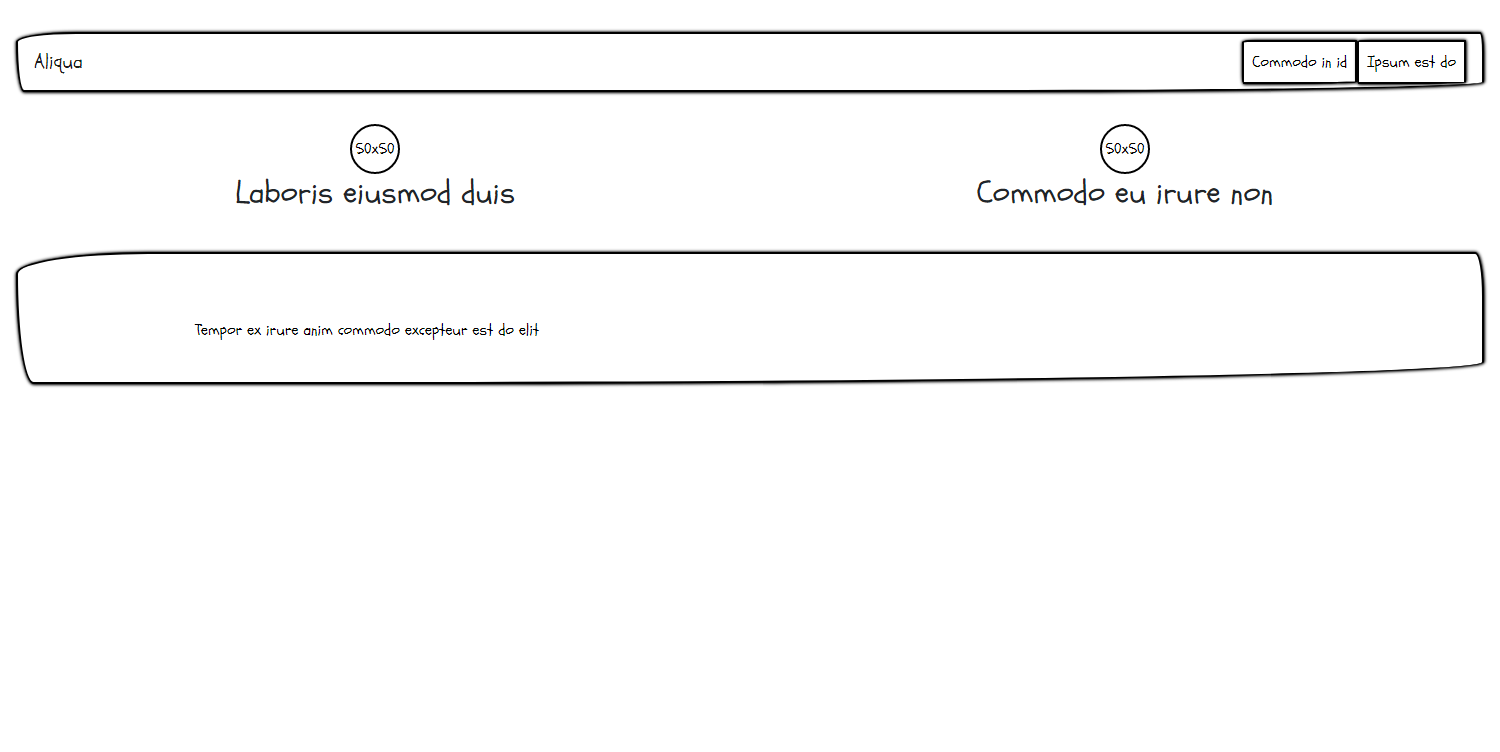 Aliqua
Commodo in id
Ipsum est do
50x50
50x50
Laboris eiusmod duis
Commodo eu irure non
Tempor ex irure anim commodo excepteur est do elit